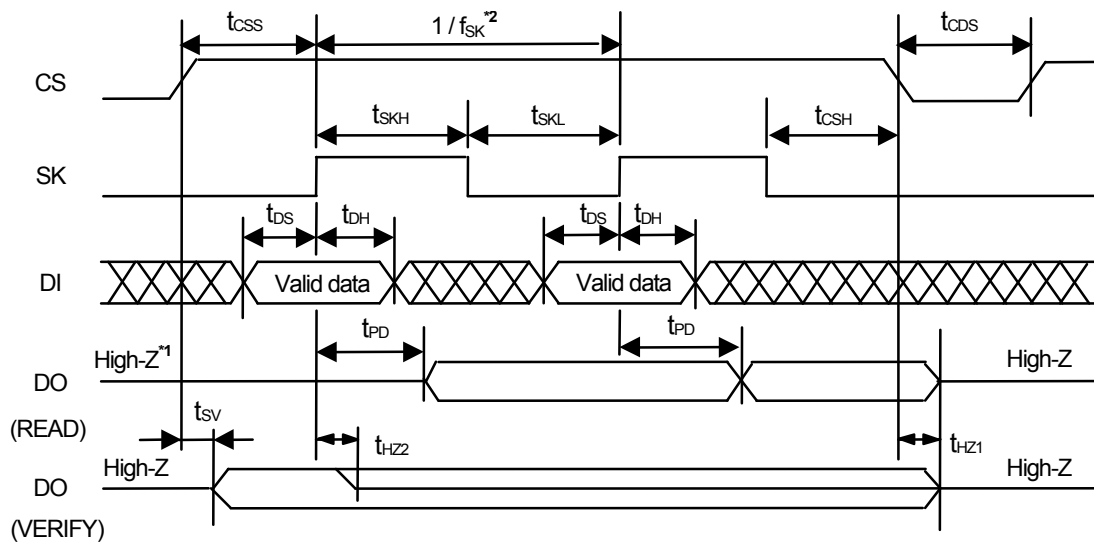 tCSS 1 / fSK*2 tCDS
CS
tSKH tSKL tCSH
SK
tDS tDH tDS tDH
DI Valid data Valid data
tPD tPD
High-Z*1 High-Z
DO
(READ)
tSV tHZ2 tHZ1
High-Z High-Z
DO
(VERIFY)